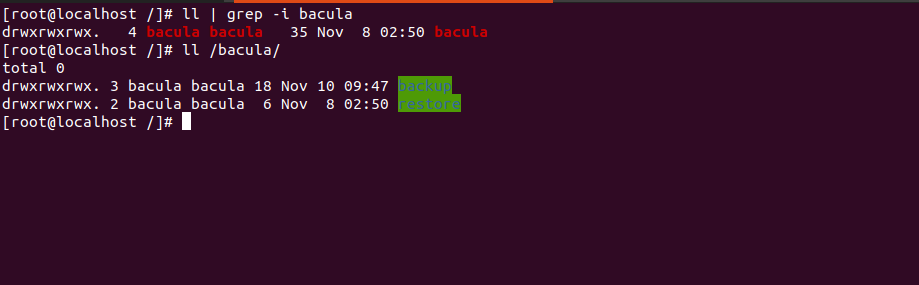 [root@localhost /]# ll | grep -i bacula
drwxrwxrwx.   4 bacula bacula   35 Nov  8 02:50 bacula
[root@localhost /]# ll /bacula/
total 0
drwxrwxrwx. 3 bacula bacula 18 Nov 10 09:47 backup
drwxrwxrwx. 2 bacula bacula  6 Nov  8 02:50 restore
[root@localhost /]#